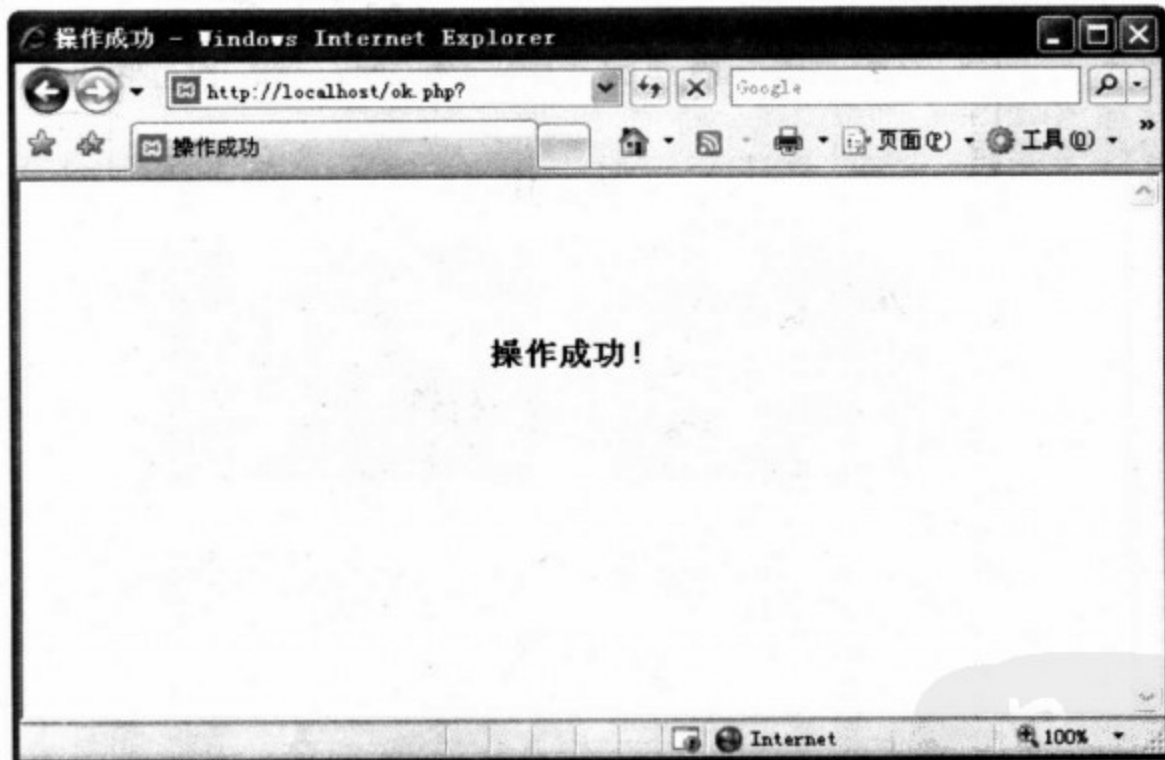 操作成功 - Windows Internet Explorer
http://localhost/ok.php?
Google
操作成功
页面(P)
工具(O)
»
操作成功!
Internet
100%